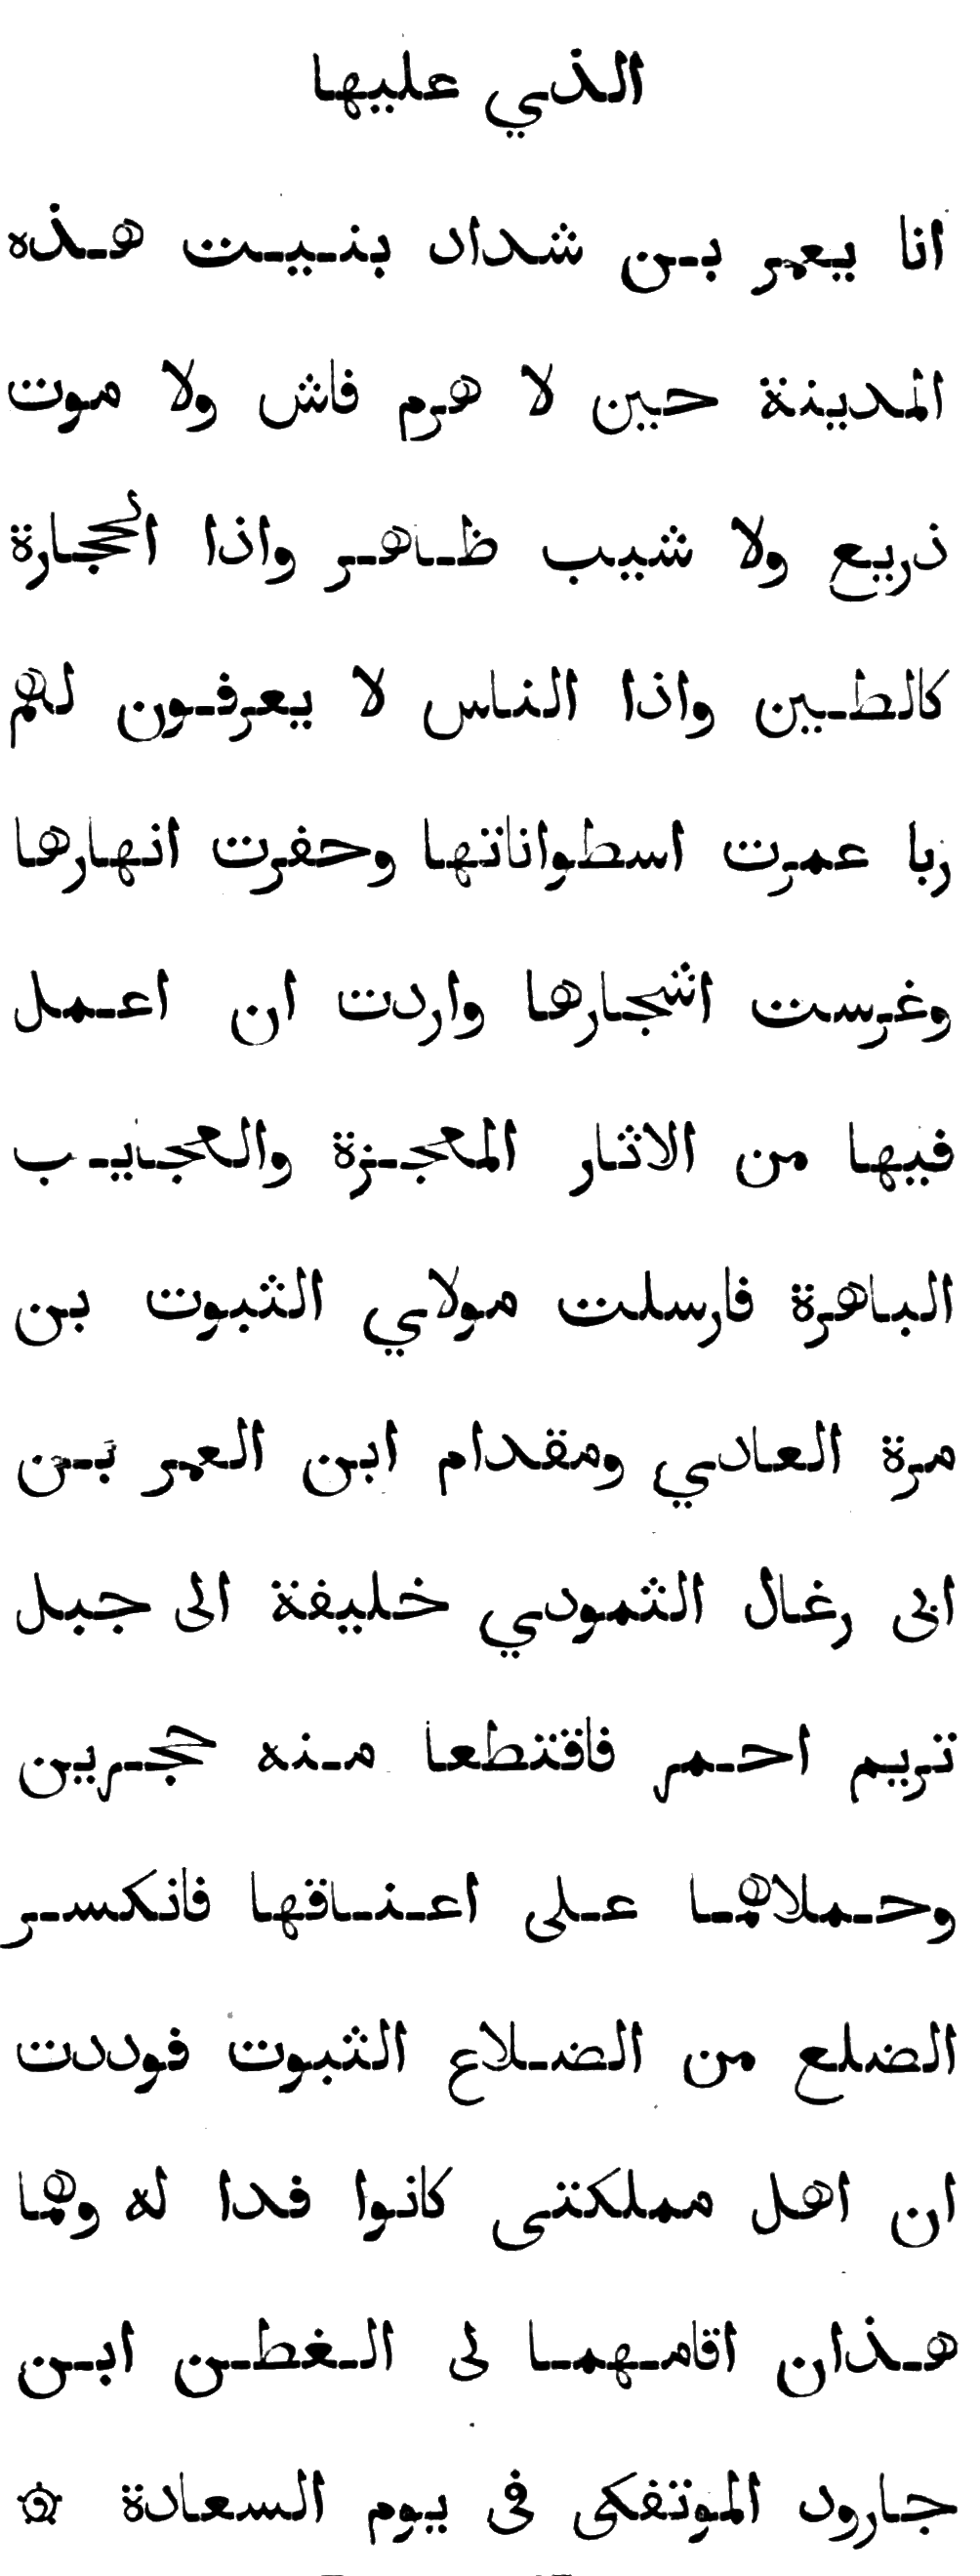 الذي عليها
انا يعمر بن شداد بنيت هذه
المدينة حين لا هرم فاش ولا موت
ذريع ولا شيب ظاهر واذا الحجارة
كالطين واذا الناس لا يعرفون لهم
ربا عمرت اسطواناتها وحفرت انهارها
وغرست اشجارها واردت ان اعمل
فيها من الاثار المعجزة والعجيب
الباهرة فارسلت مولاي الثبوت بن
مرة العادي ومقدام ابن العمر بن
ابى رغال الثمودي خليفة الى جبل
تريم احمر فاقتطعا منه حجرين
وحملاهما على اعناقها فانكسر
الضلع من الضلاع الثبوت فوددت
ان اهل مملكتى كانوا فدا له وهما
هذان اقامهما لى الغطن ابن
جارود الموتفكى فى يوم السعادة